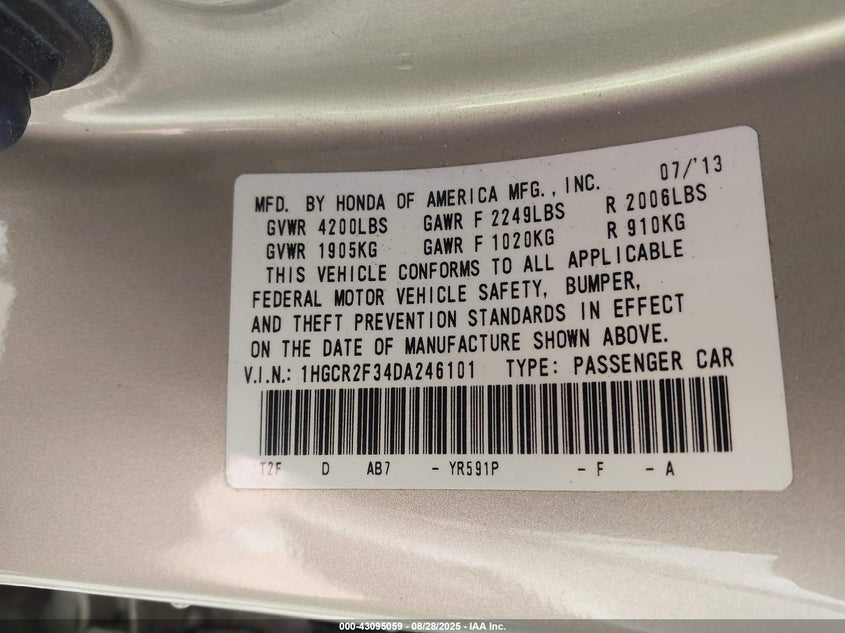 07/'13
MFD. BY HONDA OF AMERICA MFG., INC.
GVWR 4200LBS GAWR F 2249LBS R 2006LBS
GVWR 1905KG GAWR F 1020KG R 910KG
THIS VEHICLE CONFORMS TO ALL APPLICABLE
FEDERAL MOTOR VEHICLE SAFETY, BUMPER,
AND THEFT PREVENTION STANDARDS IN EFFECT
ON THE DATE OF MANUFACTURE SHOWN ABOVE.
V.I.N.: 1HGCR2F34DA246101 TYPE: PASSENGER CAR
T2F D AB7 - YR591P - F - A
000-43095059 - 08/28/2025 - IAA Inc.